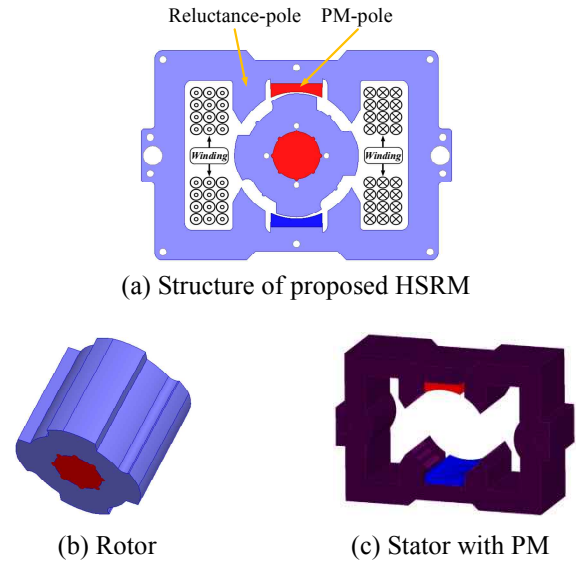 Reluctance-pole PM-pole
Winding Winding
(a) Structure of proposed HSRM
(b) Rotor (c) Stator with PM